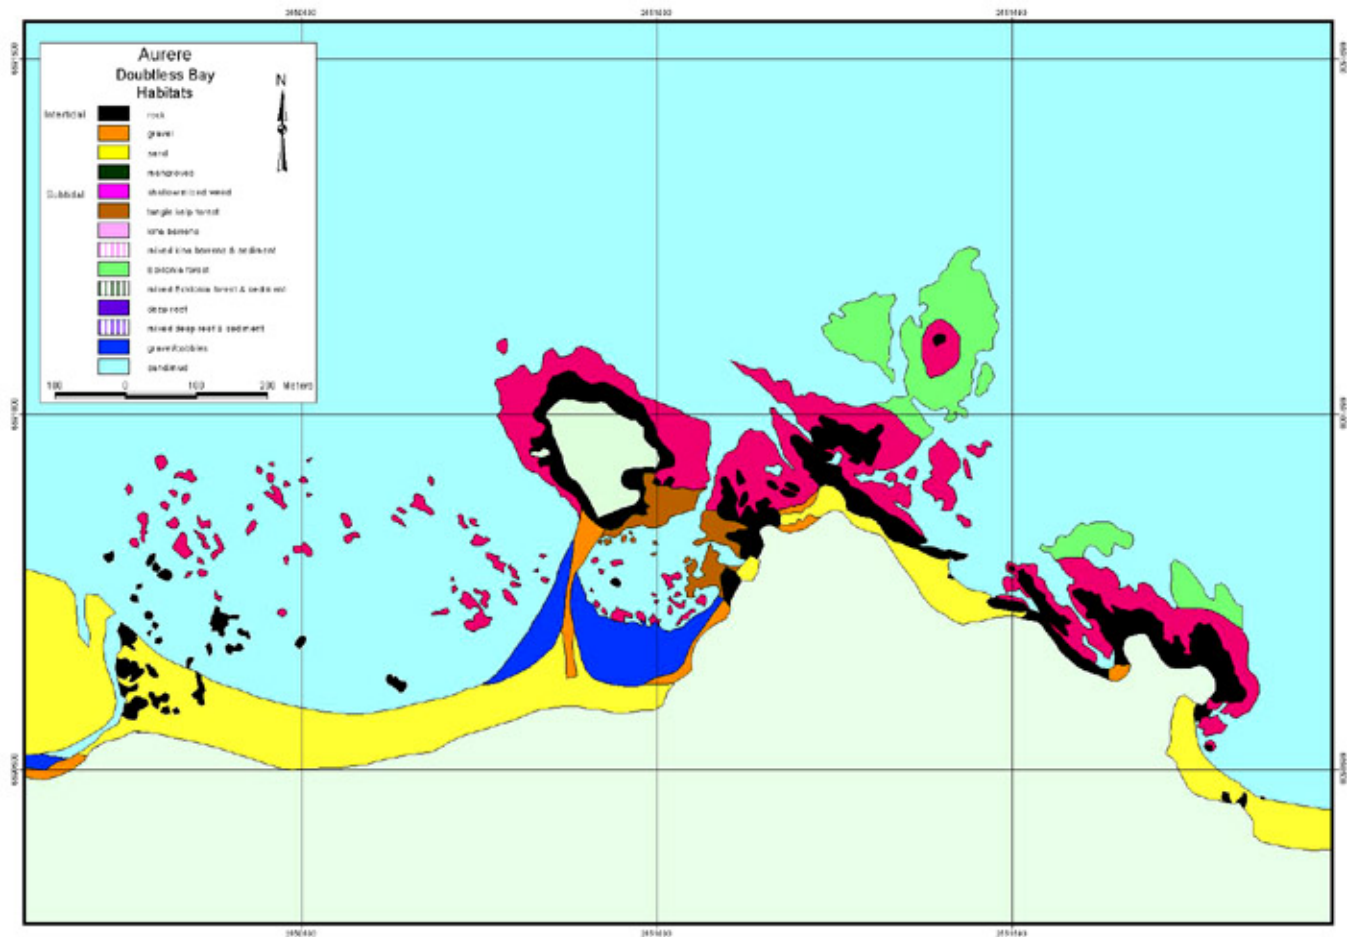 Aurere
Doubtless Bay
Habitats
N
Intertidal
rock
gravel
sand
mangroves
Subtidal
shallow mixed weed
tangle kelp forest
kina barrens
mixed kina barrens & sediment
Ecklonia forest
mixed Ecklonia forest & sediment
deep reef
mixed deep reef & sediment
gravel/cobbles
sand/mud
100 0 100 200 Meters